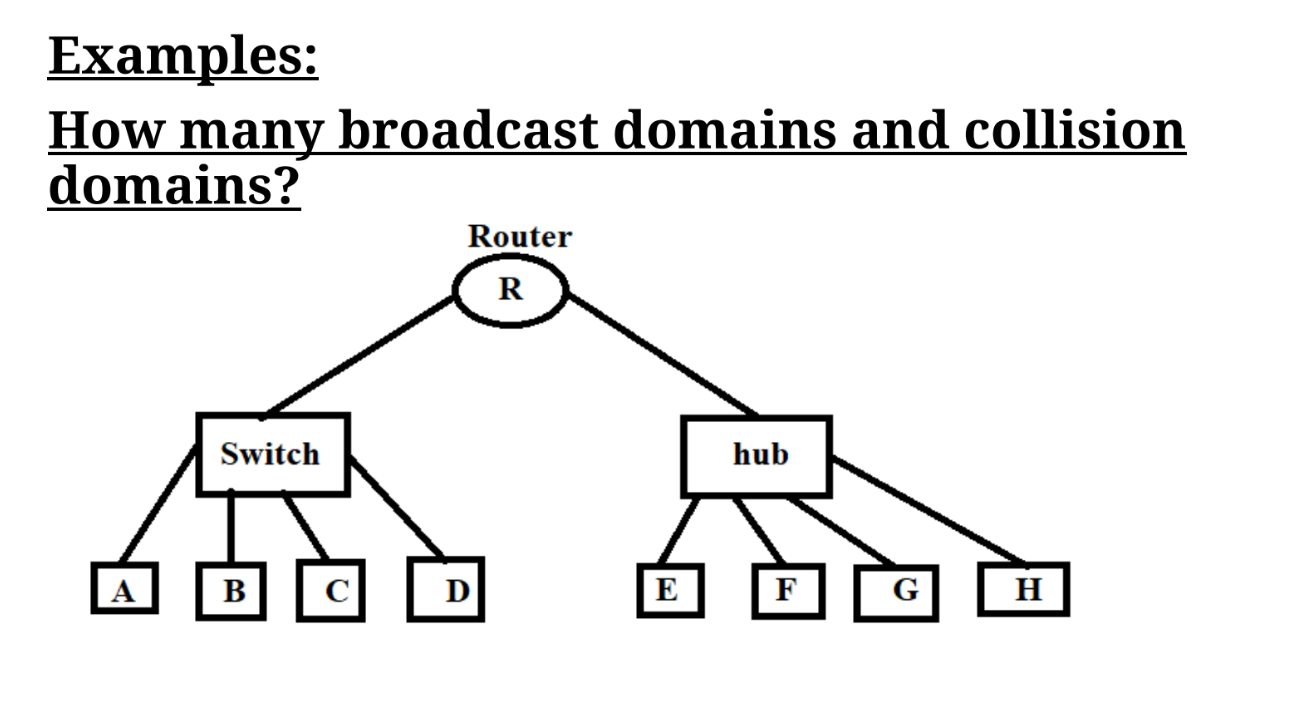 Examples:
How many broadcast domains and collision
domains?
Router
R
Switch
hub
A
B
C
D
E
F
G
H